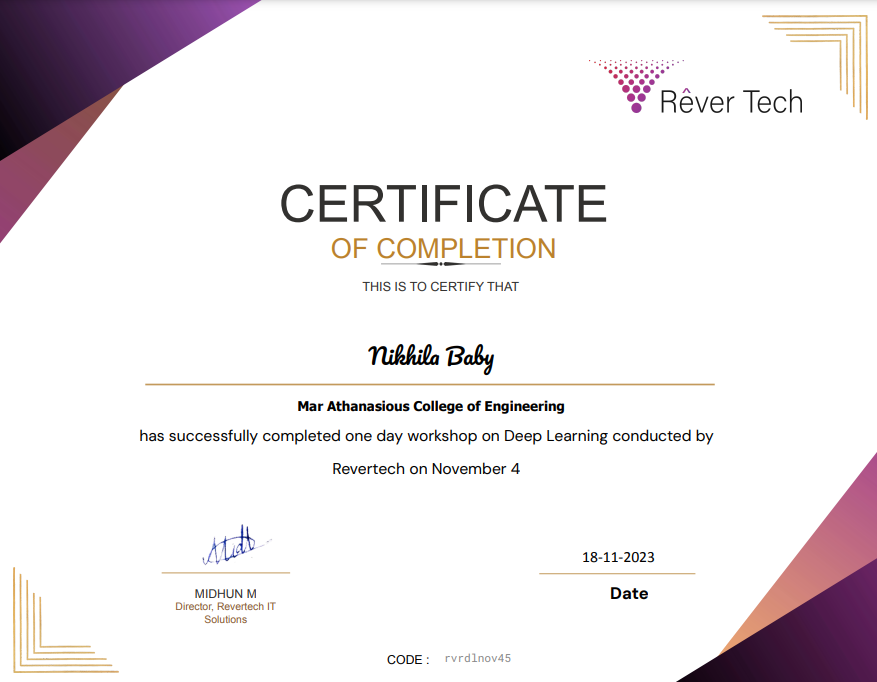 Rêver Tech
CERTIFICATE
OF COMPLETION
THIS IS TO CERTIFY THAT
Nikhila Baby
Mar Athanasious College of Engineering
has successfully completed one day workshop on Deep Learning conducted by
Revertech on November 4
18-11-2023
MIDHUN M
Date
Director, Revertech IT
Solutions
CODE : rvrdlnov45